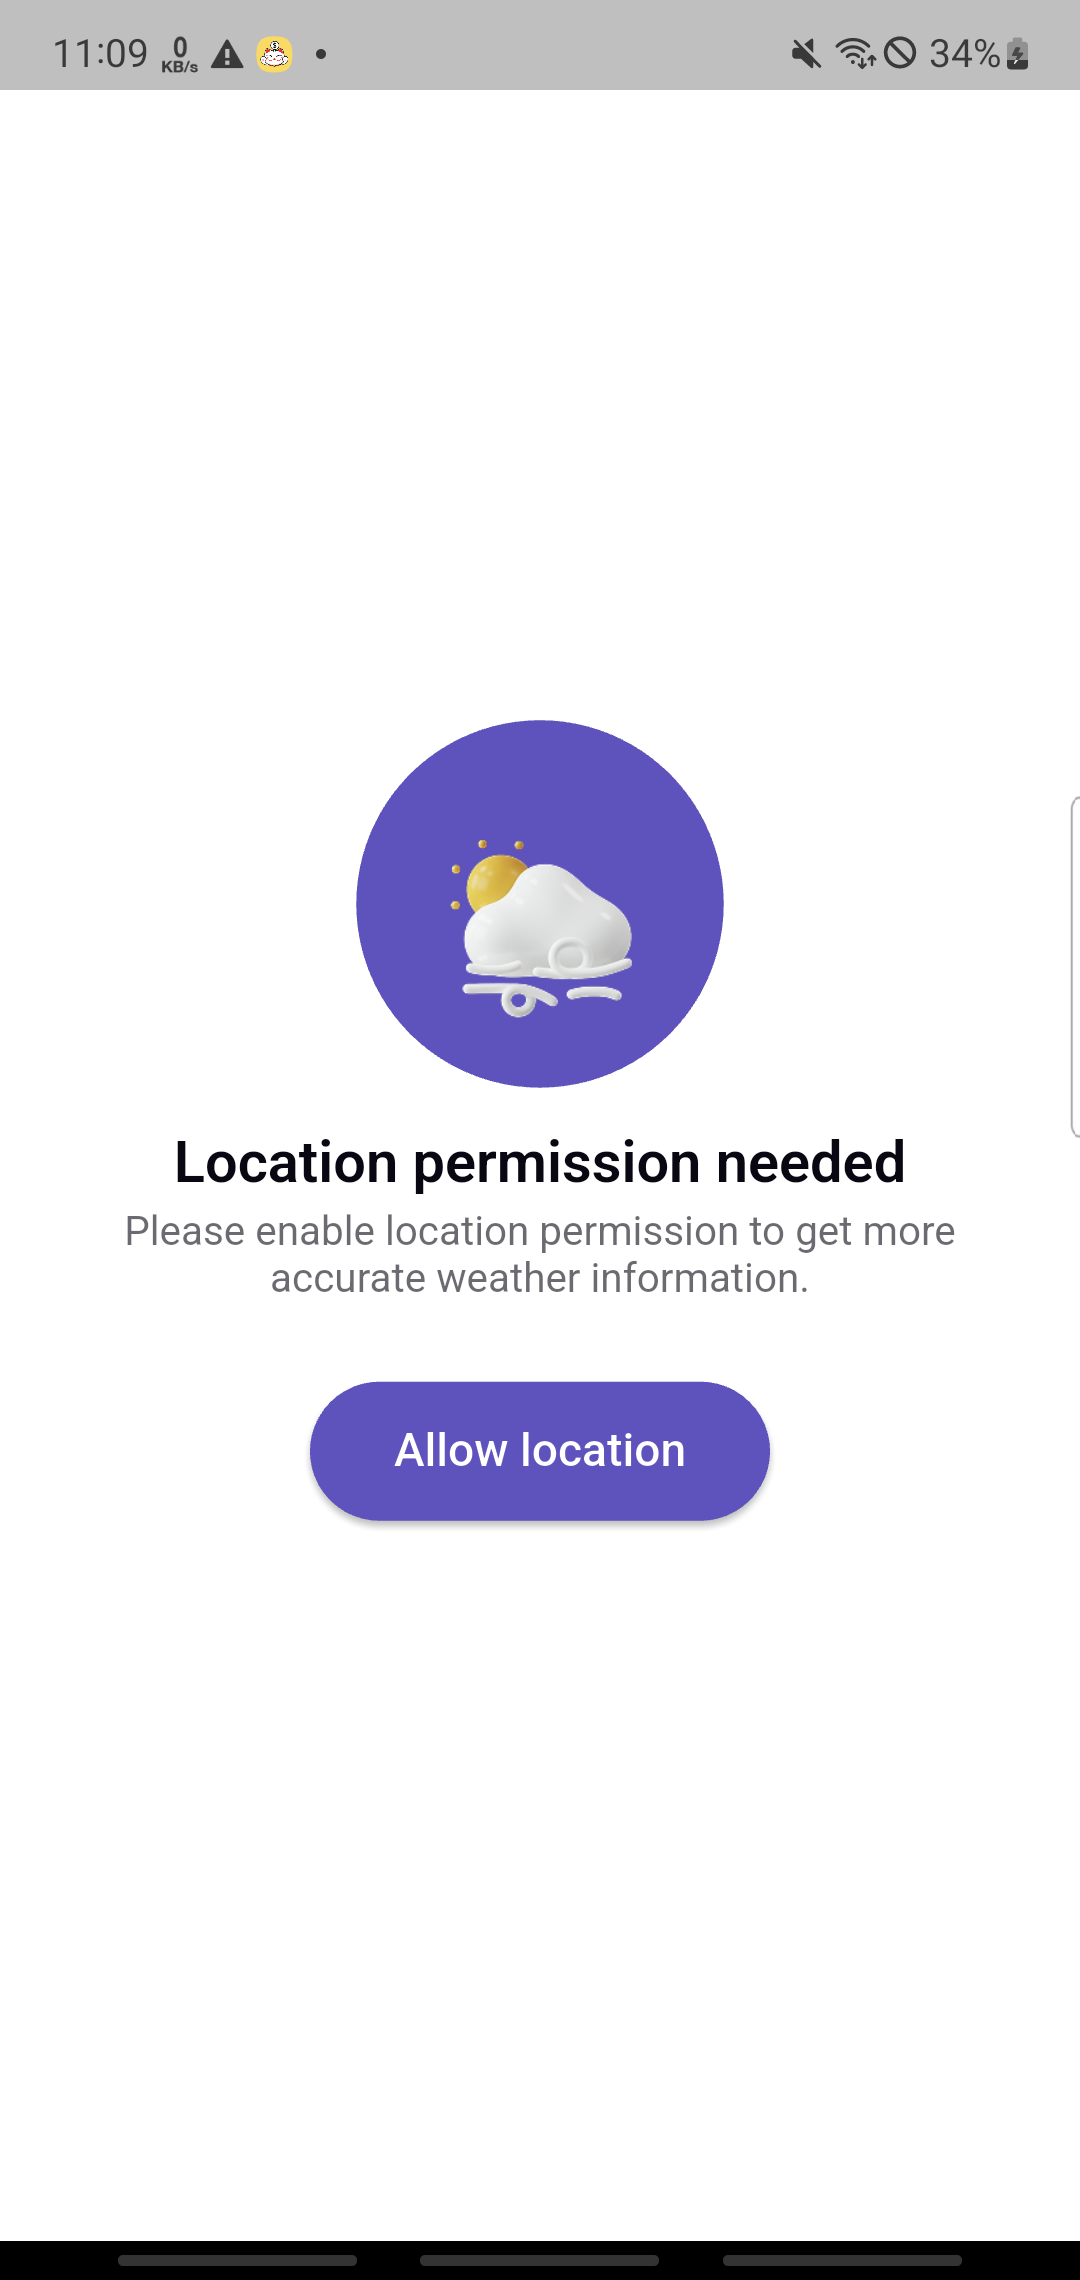 11:09 0 KB/s 34%
Location permission needed
Please enable location permission to get more
accurate weather information.
Allow location